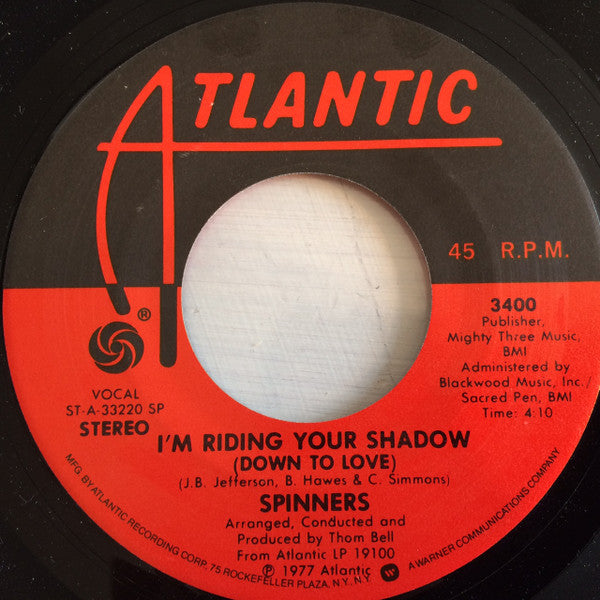 ATLANTIC
®
45 R.P.M.
3400
Publisher,
Mighty Three Music,
BMI
Administered by
Blackwood Music, Inc./
Sacred Pen, BMI
Time: 4:10
VOCAL
ST-A-33220 SP
STEREO
I'M RIDING YOUR SHADOW
(DOWN TO LOVE)
(J.B. Jefferson, B. Hawes & C. Simmons)
SPINNERS
Arranged, Conducted and
Produced by Thom Bell
From Atlantic LP 19100
℗ 1977 Atlantic
MFG. BY ATLANTIC RECORDING CORP. 75 ROCKEFELLER PLAZA, N.Y. N.Y. A WARNER COMMUNICATIONS COMPANY